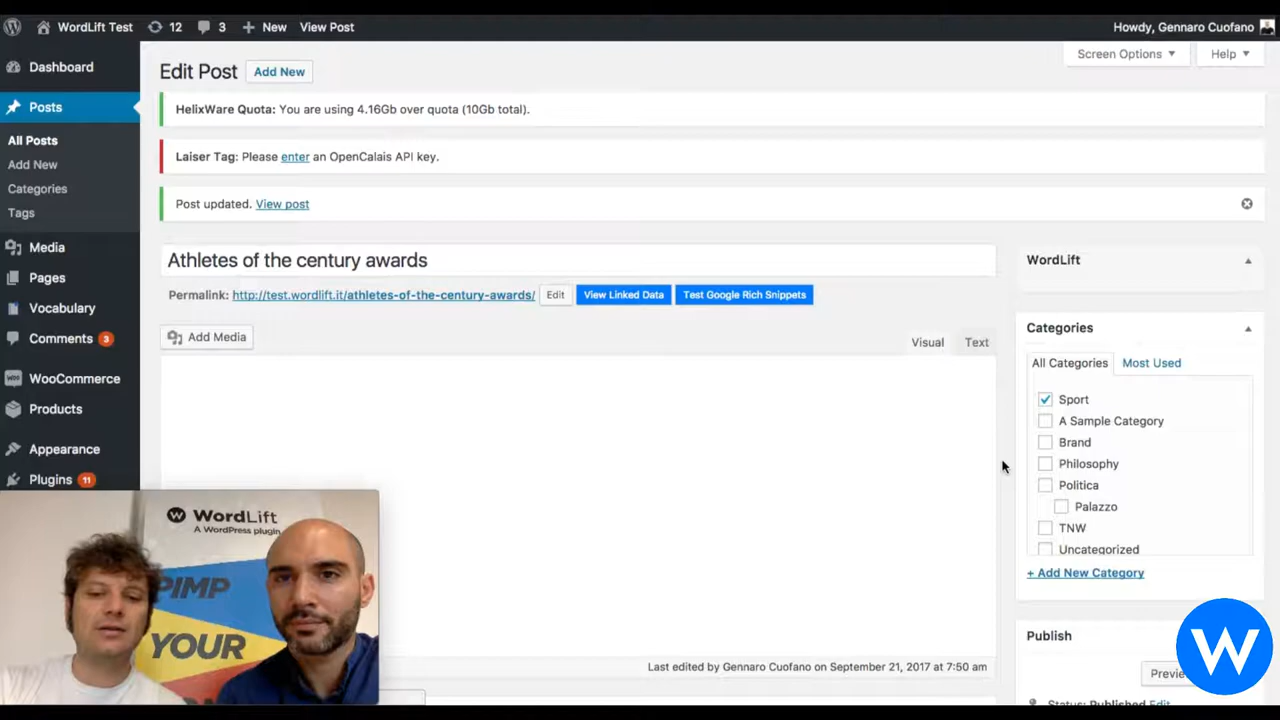 WordLift Test 12 3 New View Post Howdy, Gennaro Cuofano
Screen Options Help
Dashboard
Posts
All Posts
Add New
Categories
Tags
Media
Pages
Vocabulary
Comments 3
WooCommerce
Products
Appearance
Plugins 11
Edit Post Add New
HelixWare Quota: You are using 4.16Gb over quota (10Gb total).
Laiser Tag: Please enter an OpenCalais API key.
Post updated. View post
Athletes of the century awards
Permalink: http://test.wordlift.it/athletes-of-the-century-awards/ Edit View Linked Data Test Google Rich Snippets
Add Media
Visual Text
Last edited by Gennaro Cuofano on September 21, 2017 at 7:50 am
WordLift
Categories
All Categories Most Used
Sport
A Sample Category
Brand
Philosophy
Politica
Palazzo
TNW
Uncategorized
+ Add New Category
Publish
Status: Published Edit
W
WordLift
A WordPress plugin
PIMP
YOUR